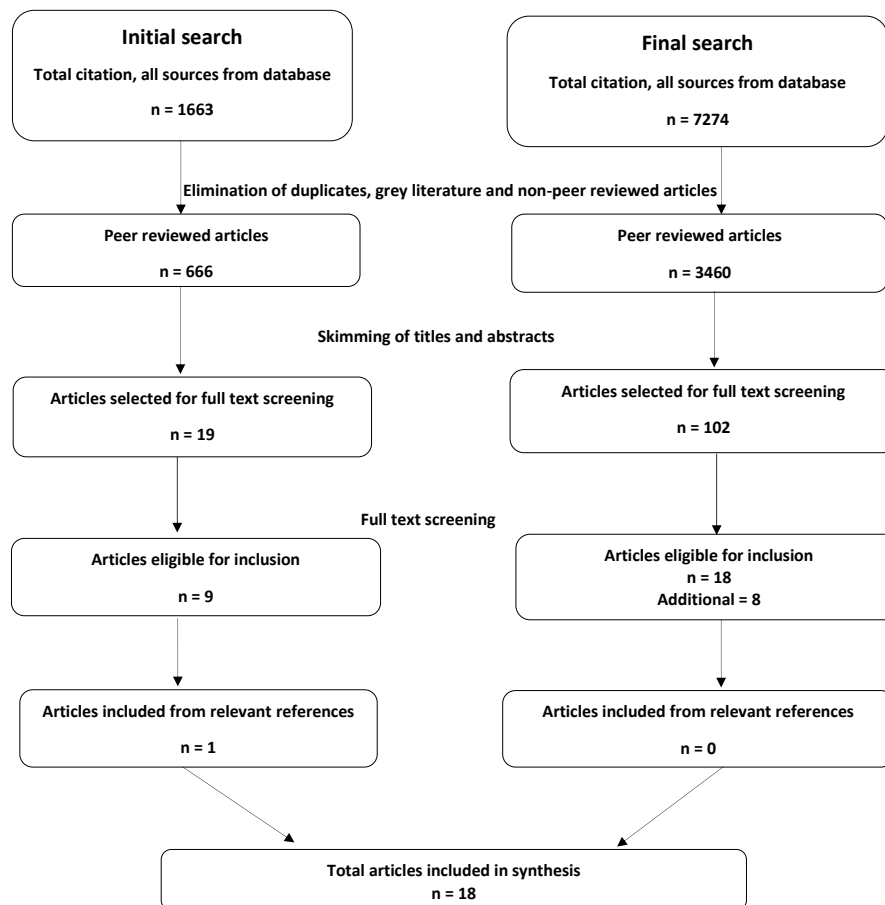 Initial search
Total citation, all sources from database
n = 1663
Final search
Total citation, all sources from database
n = 7274
Elimination of duplicates, grey literature and non-peer reviewed articles
Peer reviewed articles
n = 666
Peer reviewed articles
n = 3460
Skimming of titles and abstracts
Articles selected for full text screening
n = 19
Articles selected for full text screening
n = 102
Full text screening
Articles eligible for inclusion
n = 9
Articles eligible for inclusion
n = 18
Additional = 8
Articles included from relevant references
n = 1
Articles included from relevant references
n = 0
Total articles included in synthesis
n = 18